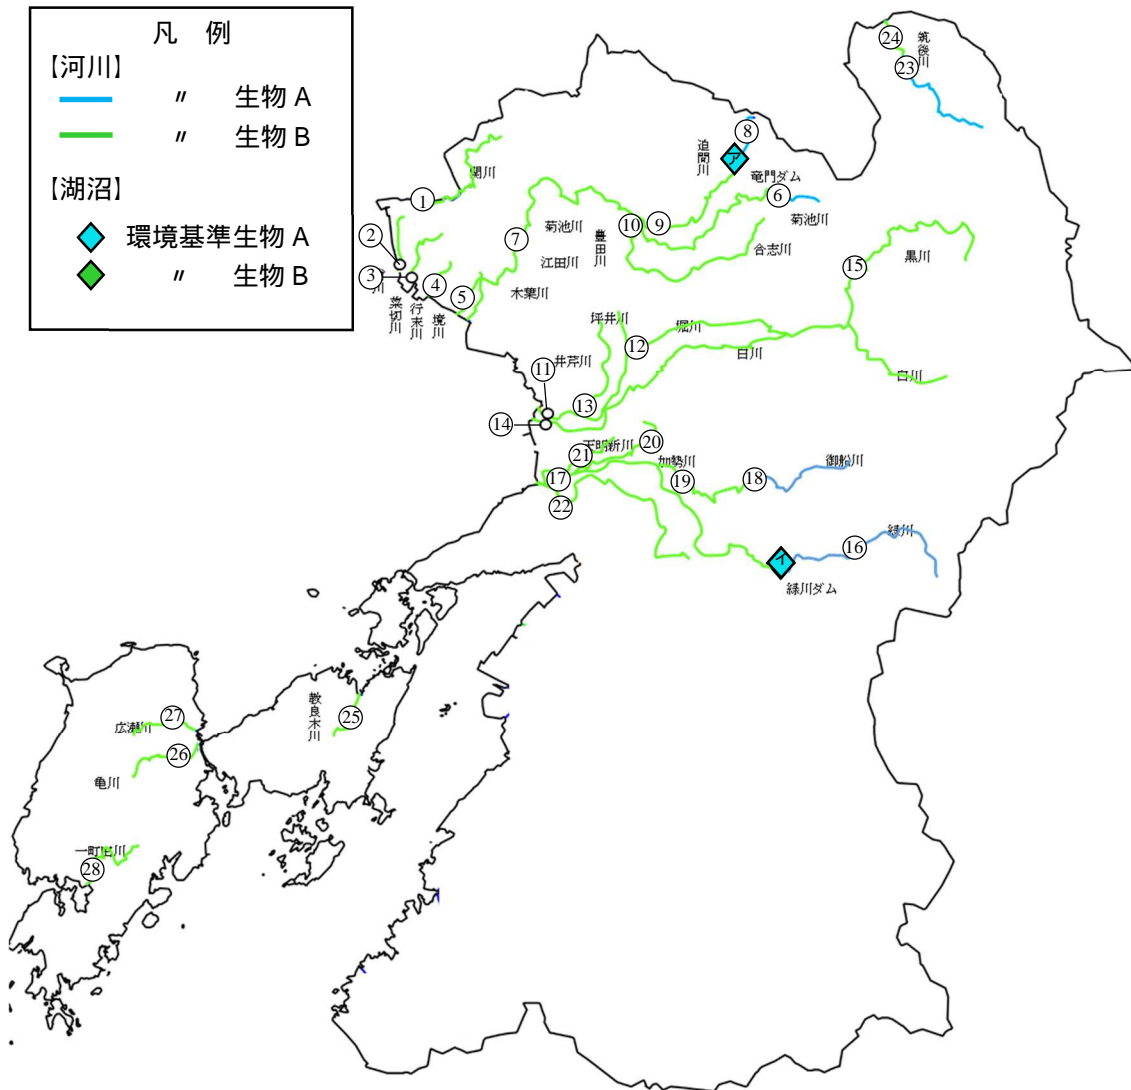 凡 例
【河川】
〃 生物 A
〃 生物 B
【湖沼】
環境基準生物 A
〃 生物 B
24
筑後川
23
8
ア
迫間川
竜門ダム
6
菊池川
関川
1
菊池川
7
豊田川
10
9
合志川
江田川
2
3
川
菜切川
行末川
4
境川
5
木葉川
15
黒川
坪井川
堀川
12
白川
井芹川
11
13
14
白川
天明新川
20
21
加勢川
御船川
17
19
18
22
16
緑川
イ
緑川ダム
教良木川
25
広瀬川
27
26
亀川
一町田川
28